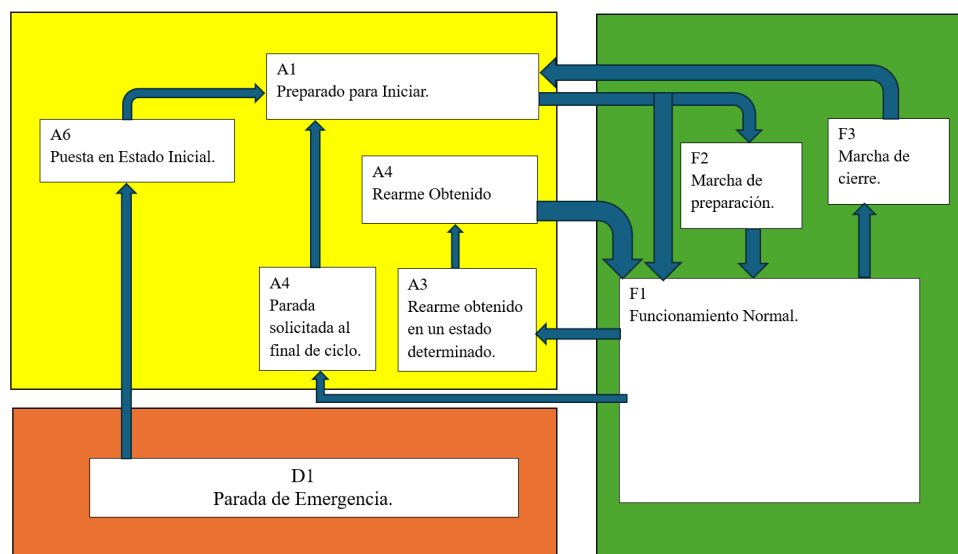 A1
Preparado para Iniciar.
A6
Puesta en Estado Inicial.
A4
Rearme Obtenido
F2
Marcha de
preparación.
F3
Marcha de
cierre.
A4
Parada
solicitada al
final de ciclo.
A3
Rearme obtenido
en un estado
determinado.
F1
Funcionamiento Normal.
D1
Parada de Emergencia.